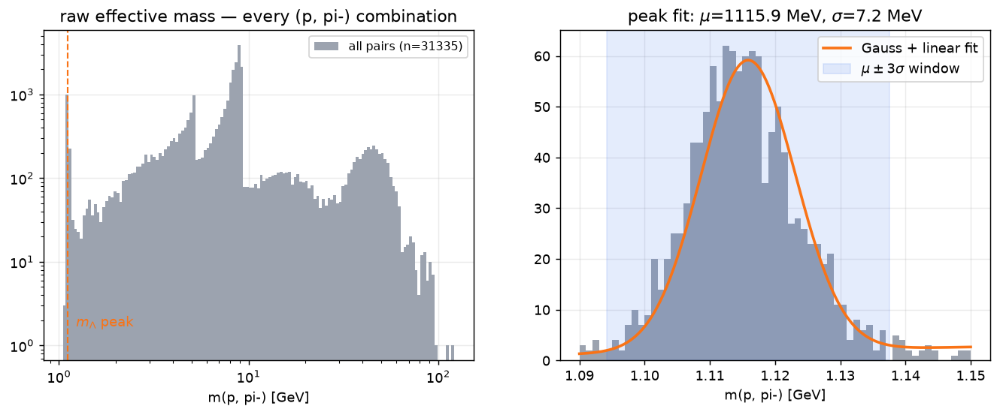 raw effective mass — every (p, pi-) combination
all pairs (n=31335)
10³
10²
10¹
10⁰
m_Λ peak
10⁰ 10¹ 10²
m(p, pi-) [GeV]
peak fit: μ=1115.9 MeV, σ=7.2 MeV
Gauss + linear fit
μ ± 3σ window
60
50
40
30
20
10
0
1.09 1.10 1.11 1.12 1.13 1.14 1.15
m(p, pi-) [GeV]